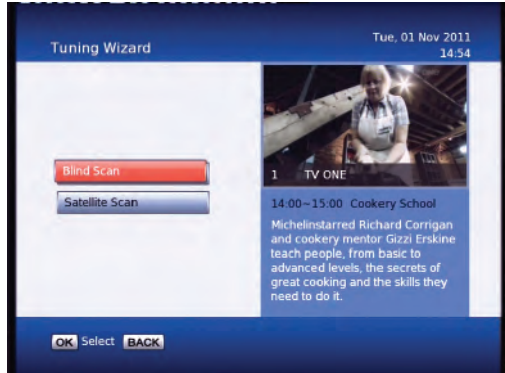 Tuning Wizard
Tue, 01 Nov 2011
14:54
Blind Scan
Satellite Scan
1 TV ONE
14:00~15:00 Cookery School
Michelinstarred Richard Corrigan
and cookery mentor Gizzi Erskine
teach people, from basic to
advanced levels, the secrets of
great cooking and the skills they
need to do it.
OK Select BACK